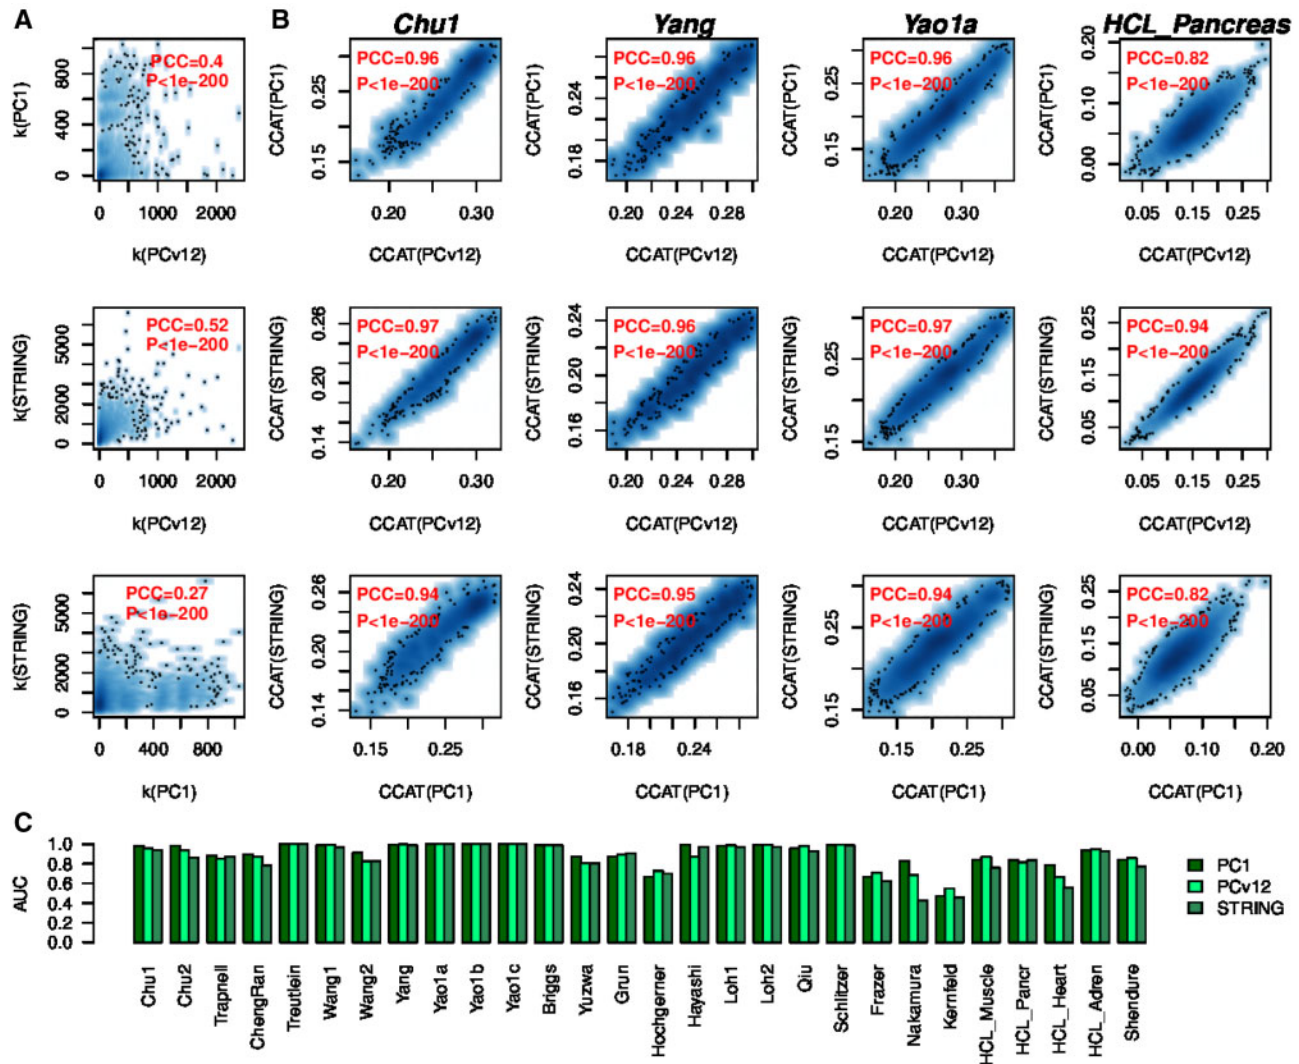 A
B
Chu1
Yang
Yao1a
HCL_Pancreas
PCC=0.4
P<1e-200
k(PC1)
0 400 800
0 1000 2000
k(PCv12)
PCC=0.96
P<1e-200
CCAT(PC1)
0.15 0.25
0.20 0.30
CCAT(PCv12)
PCC=0.96
P<1e-200
CCAT(PC1)
0.18 0.24
0.20 0.24 0.28
CCAT(PCv12)
PCC=0.96
P<1e-200
CCAT(PC1)
0.15 0.25
0.20 0.30
CCAT(PCv12)
PCC=0.82
P<1e-200
CCAT(PC1)
0.00 0.10 0.20
0.05 0.15 0.25
CCAT(PCv12)
PCC=0.52
P<1e-200
k(STRING)
0 2000 5000
0 1000 2000
k(PCv12)
PCC=0.97
P<1e-200
CCAT(STRING)
0.14 0.20 0.26
0.20 0.30
CCAT(PCv12)
PCC=0.96
P<1e-200
CCAT(STRING)
0.16 0.20 0.24
0.20 0.24 0.28
CCAT(PCv12)
PCC=0.97
P<1e-200
CCAT(STRING)
0.15 0.25
0.20 0.30
CCAT(PCv12)
PCC=0.94
P<1e-200
CCAT(STRING)
0.05 0.15 0.25
0.05 0.15 0.25
CCAT(PCv12)
PCC=0.27
P<1e-200
k(STRING)
0 2000 5000
0 400 800
k(PC1)
PCC=0.94
P<1e-200
CCAT(STRING)
0.14 0.20 0.26
0.15 0.25
CCAT(PC1)
PCC=0.95
P<1e-200
CCAT(STRING)
0.16 0.20 0.24
0.18 0.24
CCAT(PC1)
PCC=0.94
P<1e-200
CCAT(STRING)
0.15 0.25
0.15 0.25
CCAT(PC1)
PCC=0.82
P<1e-200
CCAT(STRING)
0.05 0.15 0.25
0.00 0.10 0.20
CCAT(PC1)
C
AUC
1.0
0.8
0.6
0.4
0.2
0.0
PC1
PCv12
STRING
Chu1
Chu2
Trapnell
ChengRan
Treutlein
Wang1
Wang2
Yang
Yao1a
Yao1b
Yao1c
Briggs
Yuzwa
Grun
Hochgerner
Hayashi
Loh1
Loh2
Qiu
Schlitzer
Frazer
Nakamura
Kernfeld
HCL_Muscle
HCL_Pancr
HCL_Heart
HCL_Adren
Shendure